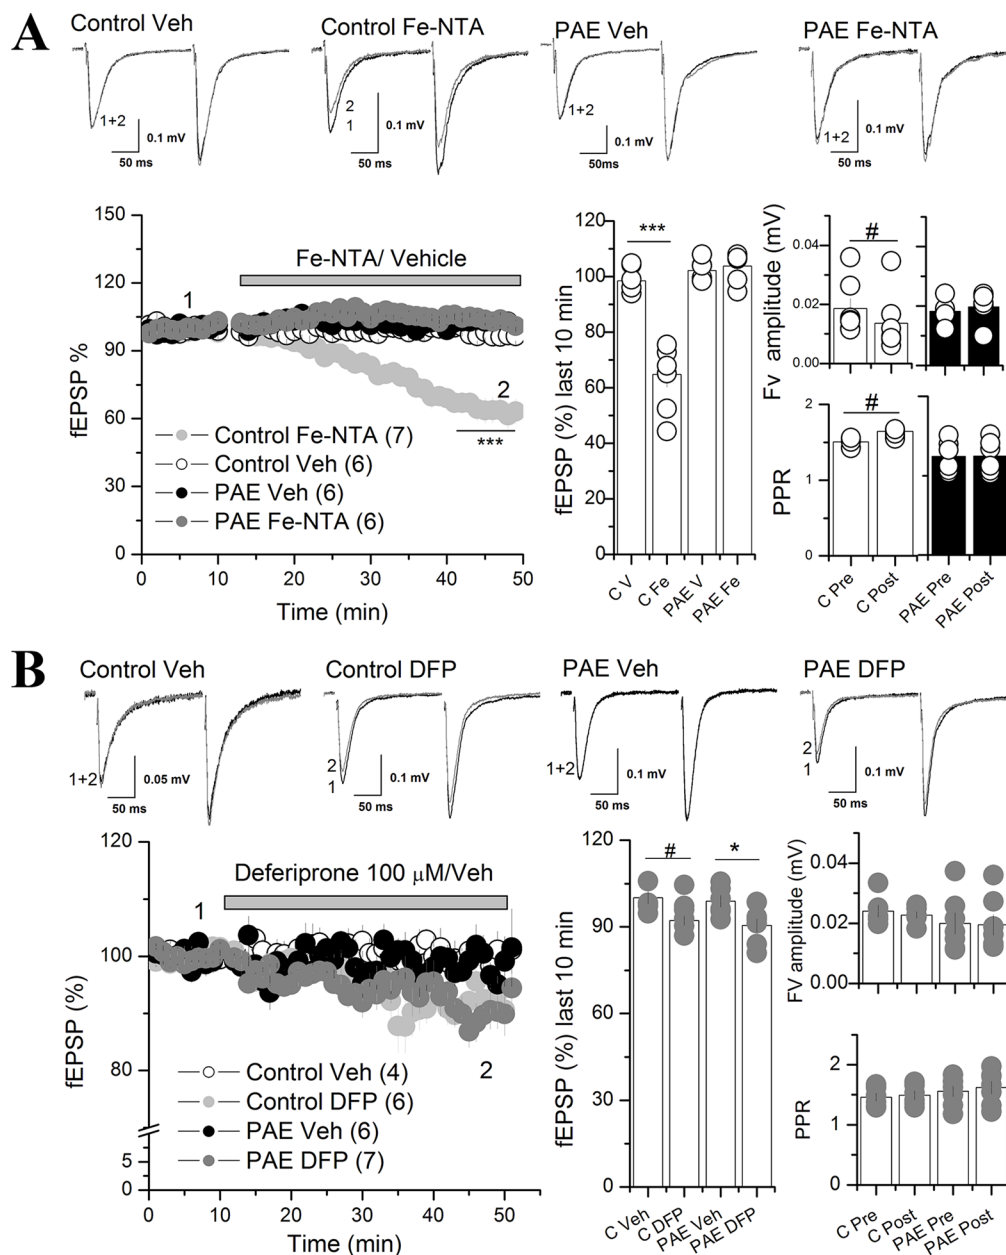 A
Control Veh
Control Fe-NTA
PAE Veh
PAE Fe-NTA
1+2
0.1 mV
50 ms
2
1
0.1 mV
50 ms
1+2
0.1 mV
50ms
1+2
0.1 mV
50 ms
150
120
90
60
30
0
fEPSP %
Fe-NTA/ Vehicle
1
2
***
Control Fe-NTA (7)
Control Veh (6)
PAE Veh (6)
PAE Fe-NTA (6)
0 10 20 30 40 50
Time (min)
120
100
80
60
40
20
0
fEPSP (%) last 10 min
***
C V
C Fe
PAE V
PAE Fe
Fv amplitude (mV)
0.04
0.02
0.00
#
PPR
2
1
0
#
C Pre
C Post
PAE Pre
PAE Post
B
Control Veh
Control DFP
PAE Veh
PAE DFP
1+2
0.05 mV
50 ms
2
1
0.1 mV
50 ms
1+2
0.1 mV
50 ms
2
1
0.1 mV
50 ms
120
100
80
5
0
fEPSP (%)
Deferiprone 100 μM/Veh
1
2
Control Veh (4)
Control DFP (6)
PAE Veh (6)
PAE DFP (7)
0 10 20 30 40 50
Time (min)
120
90
60
30
0
fEPSP (%) last 10 min
#
*
C Veh
C DFP
PAE Veh
PAE DFP
FV amplitude (mV)
0.04
0.02
0.00
PPR
2
1
0
C Pre
C Post
PAE Pre
PAE Post